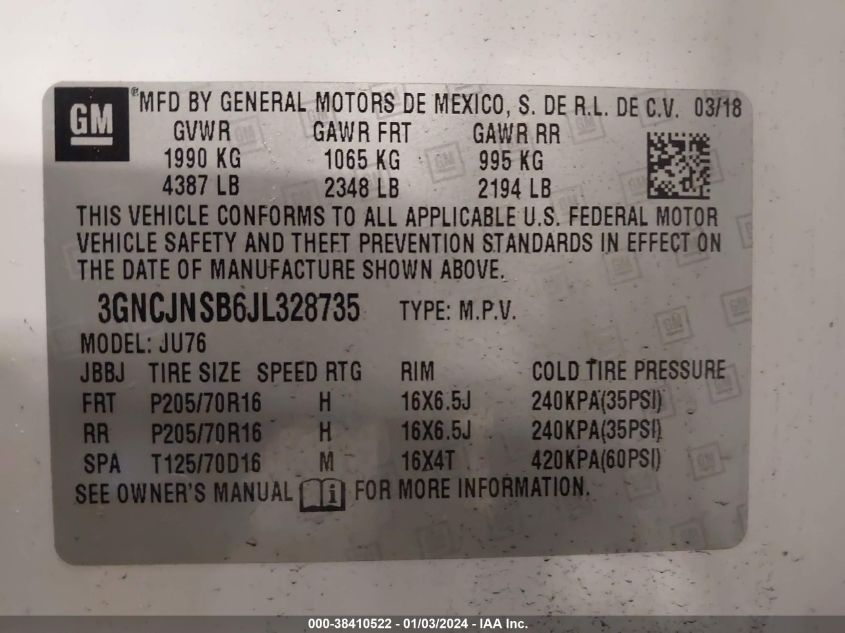 GM ® MFD BY GENERAL MOTORS DE MEXICO, S. DE R.L. DE C.V. 03/18
GVWR GAWR FRT GAWR RR
1990 KG 1065 KG 995 KG
4387 LB 2348 LB 2194 LB
THIS VEHICLE CONFORMS TO ALL APPLICABLE U.S. FEDERAL MOTOR
VEHICLE SAFETY AND THEFT PREVENTION STANDARDS IN EFFECT ON
THE DATE OF MANUFACTURE SHOWN ABOVE.
3GNCJNSB6JL328735 TYPE: M.P.V.
MODEL: JU76
JBBJ TIRE SIZE SPEED RTG RIM COLD TIRE PRESSURE
FRT P205/70R16 H 16X6.5J 240KPA(35PSI)
RR P205/70R16 H 16X6.5J 240KPA(35PSI)
SPA T125/70D16 M 16X4T 420KPA(60PSI)
SEE OWNER'S MANUAL i FOR MORE INFORMATION.
000-38410522 - 01/03/2024 - IAA Inc.